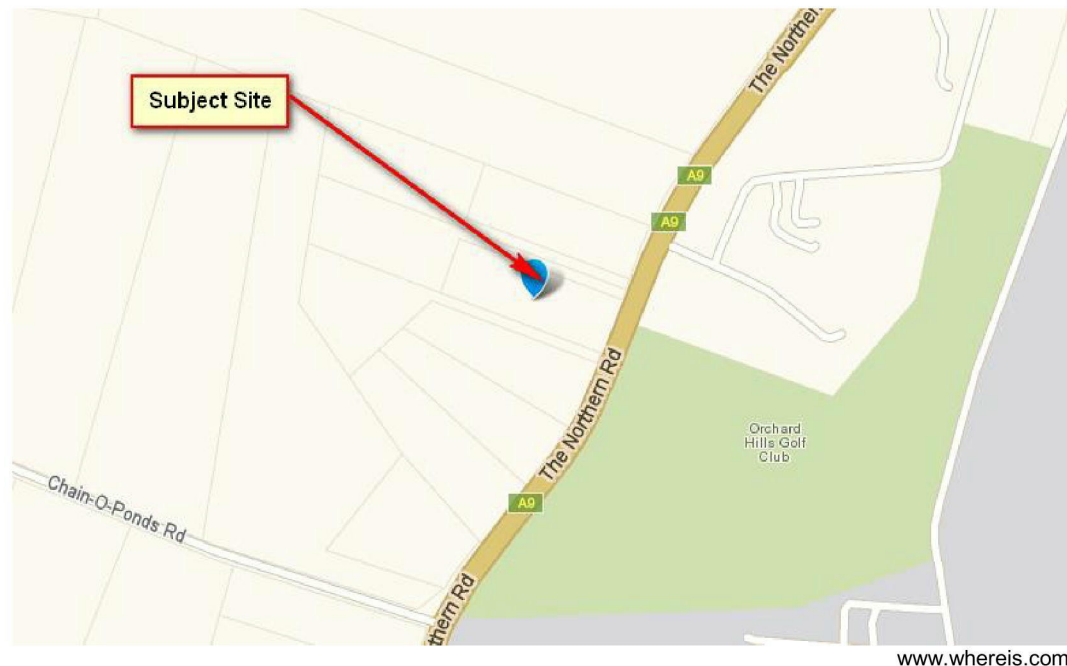 The Northern
Subject Site
A9
A9
The Northern Rd
Orchard
Hills Golf
Club
Chain-O-Ponds Rd
A9
thern Rd
www.whereis.com